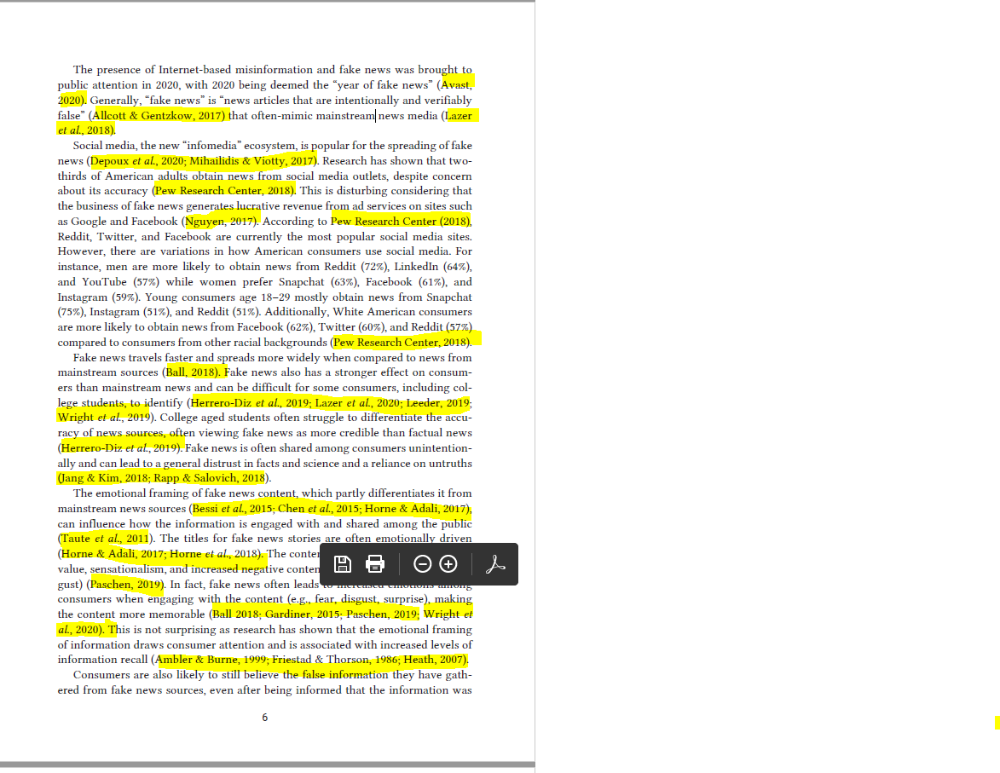 The presence of Internet-based misinformation and fake news was brought to
public attention in 2020, with 2020 being deemed the “year of fake news” (Avast,
2020). Generally, “fake news” is “news articles that are intentionally and verifiably
false” (Allcott & Gentzkow, 2017) that often-mimic mainstream news media (Lazer
et al., 2018).
Social media, the new “infomedia” ecosystem, is popular for the spreading of fake
news (Depoux et al., 2020; Mihailidis & Viotty, 2017). Research has shown that two-
thirds of American adults obtain news from social media outlets, despite concern
about its accuracy (Pew Research Center, 2018). This is disturbing considering that
the business of fake news generates lucrative revenue from ad services on sites such
as Google and Facebook (Nguyen, 2017). According to Pew Research Center (2018),
Reddit, Twitter, and Facebook are currently the most popular social media sites.
However, there are variations in how American consumers use social media. For
instance, men are more likely to obtain news from Reddit (72%), LinkedIn (64%),
and YouTube (57%) while women prefer Snapchat (63%), Facebook (61%), and
Instagram (59%). Young consumers age 18–29 mostly obtain news from Snapchat
(75%), Instagram (51%), and Reddit (51%). Additionally, White American consumers
are more likely to obtain news from Facebook (62%), Twitter (60%), and Reddit (57%)
compared to consumers from other racial backgrounds (Pew Research Center, 2018).
Fake news travels faster and spreads more widely when compared to news from
mainstream sources (Ball, 2018). Fake news also has a stronger effect on consum-
ers than mainstream news and can be difficult for some consumers, including col-
lege students, to identify (Herrero-Diz et al., 2019; Lazer et al., 2020; Leeder, 2019;
Wright et al., 2019). College aged students often struggle to differentiate the accu-
racy of news sources, often viewing fake news as more credible than factual news
(Herrero-Diz et al., 2019). Fake news is often shared among consumers unintention-
ally and can lead to a general distrust in facts and science and a reliance on untruths
(Jang & Kim, 2018; Rapp & Salovich, 2018).
The emotional framing of fake news content, which partly differentiates it from
mainstream news sources (Bessi et al., 2015; Chen et al., 2015; Horne & Adali, 2017),
can influence how the information is engaged with and shared among the public
(Taute et al., 2011). The titles for fake news stories are often emotionally driven
(Horne & Adali, 2017; Horne et al., 2018). The conten
value, sensationalism, and increased negative conten
gust) (Paschen, 2019). In fact, fake news often leads to increased emotions among
consumers when engaging with the content (e.g., fear, disgust, surprise), making
the content more memorable (Ball 2018; Gardiner, 2015; Paschen, 2019; Wright et
al., 2020). This is not surprising as research has shown that the emotional framing
of information draws consumer attention and is associated with increased levels of
information recall (Ambler & Burne, 1999; Friestad & Thorson, 1986; Heath, 2007).
Consumers are also likely to still believe the false information they have gath-
ered from fake news sources, even after being informed that the information was
6